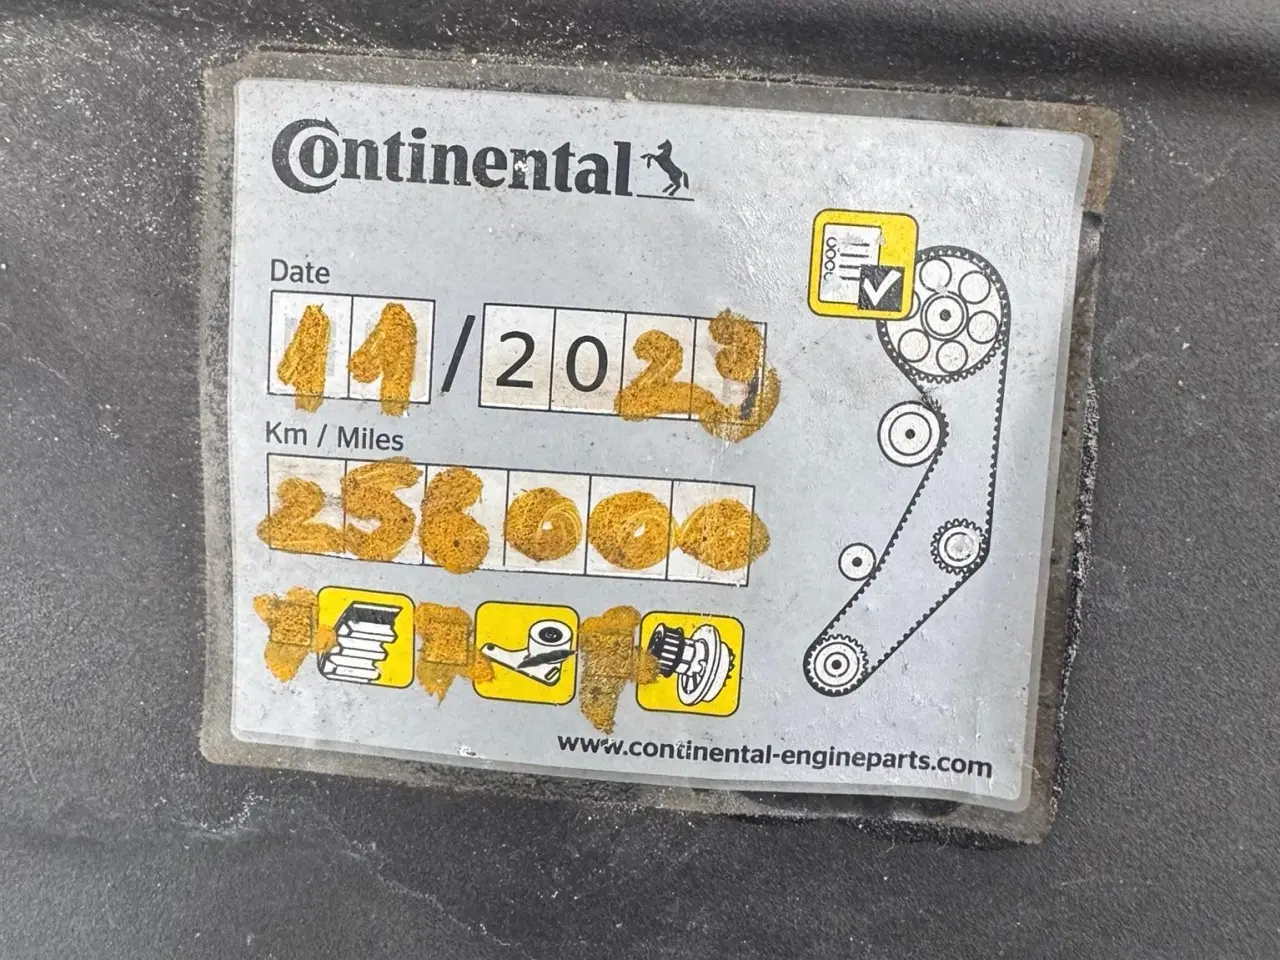 Continental
Date
11/2023
Km / Miles
256000
www.continental-engineparts.com